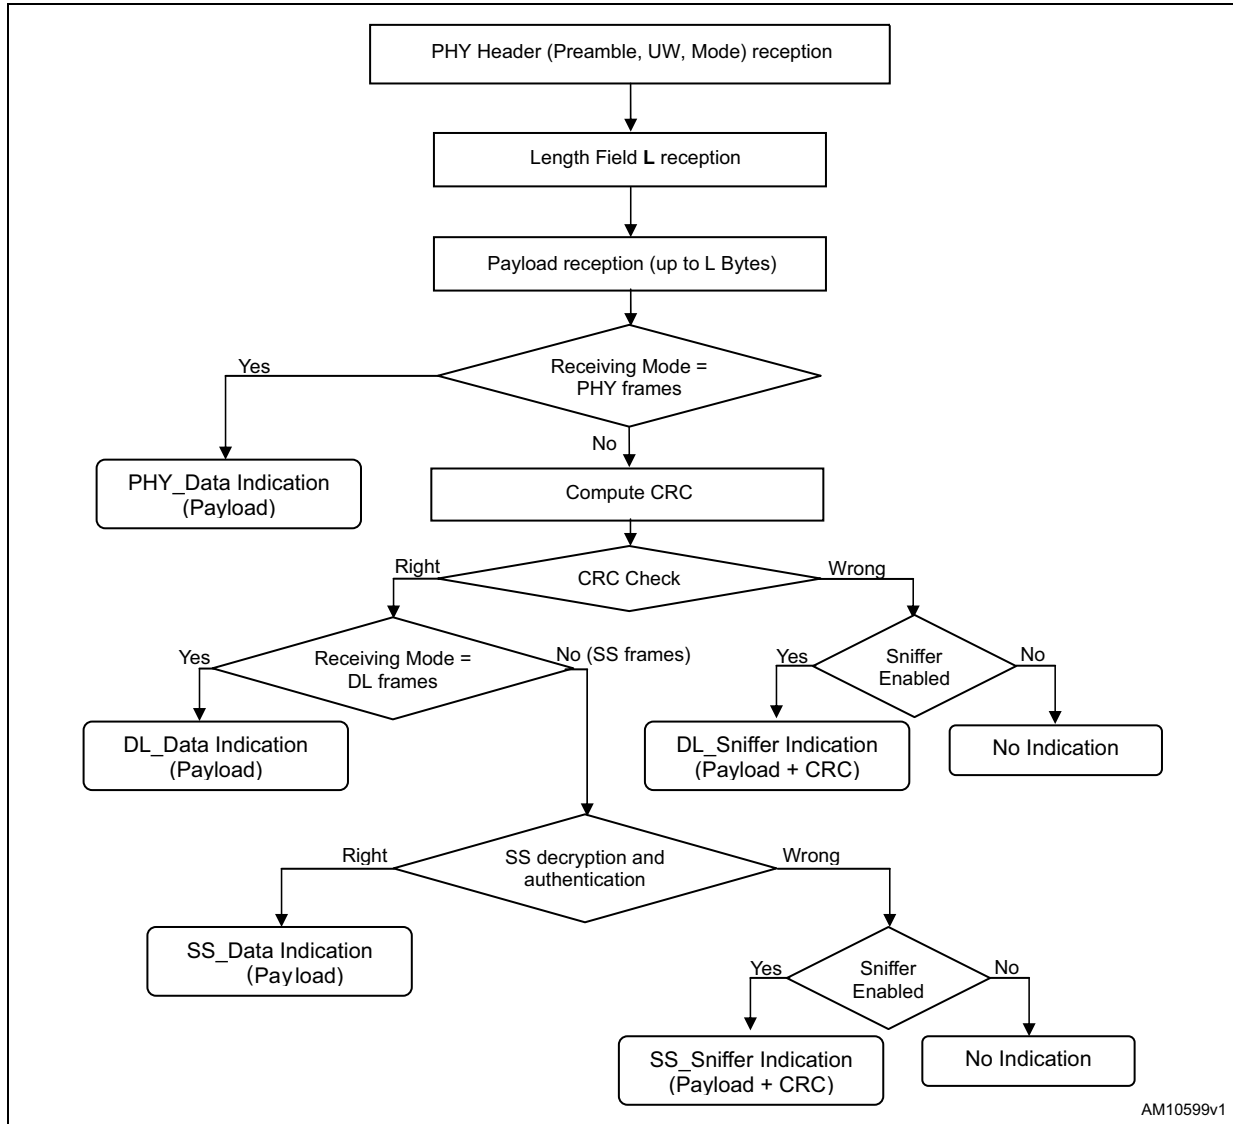 PHY Header (Preamble, UW, Mode) reception
Length Field L reception
Payload reception (up to L Bytes)
Receiving Mode =
PHY frames
Yes
No
PHY_Data Indication
(Payload)
Compute CRC
CRC Check
Right
Wrong
Receiving Mode =
DL frames
Yes
No (SS frames)
Sniffer
Enabled
Yes
No
DL_Data Indication
(Payload)
DL_Sniffer Indication
(Payload + CRC)
No Indication
SS decryption and
authentication
Right
Wrong
SS_Data Indication
(Payload)
Sniffer
Enabled
Yes
No
SS_Sniffer Indication
(Payload + CRC)
No Indication
AM10599v1